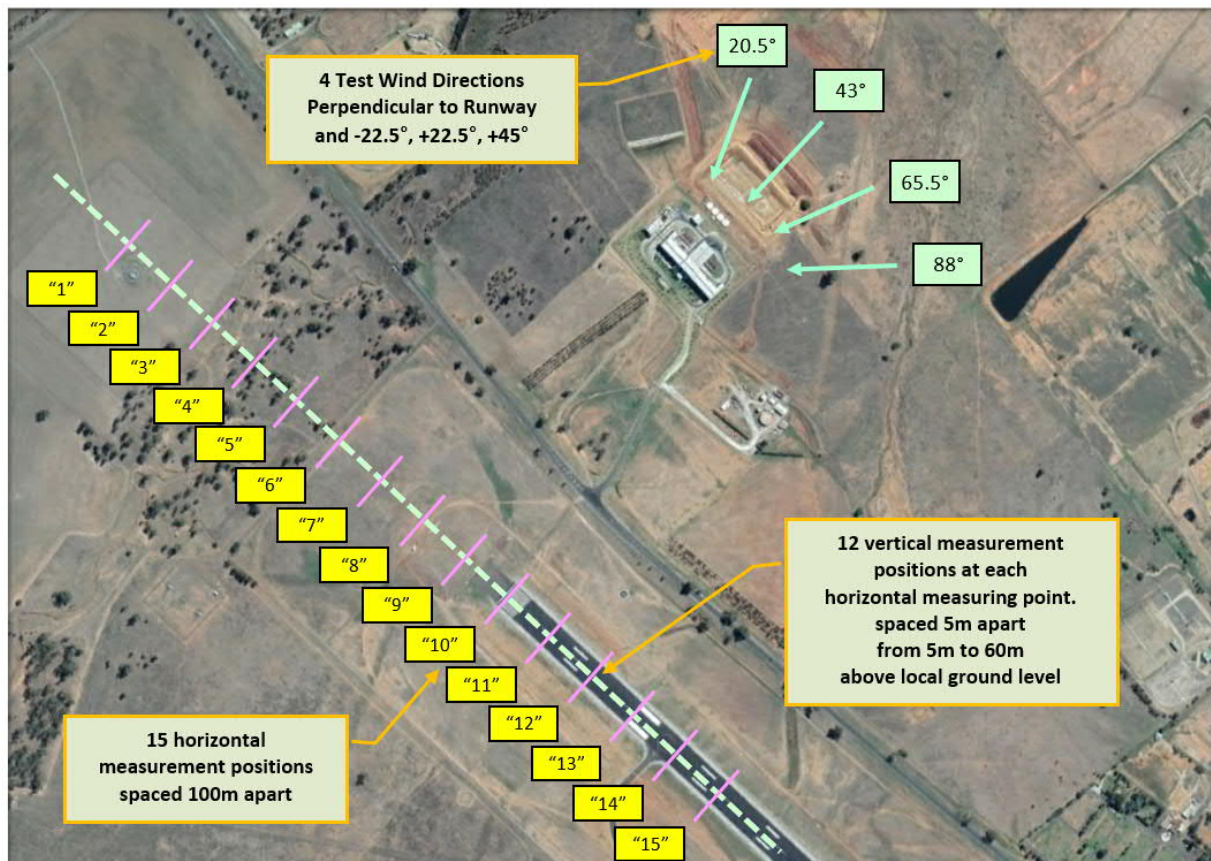 20.5°
4 Test Wind Directions
Perpendicular to Runway
and -22.5°, +22.5°, +45°
43°
65.5°
88°
“1”
“2”
“3”
“4”
“5”
“6”
“7”
“8”
“9”
“10”
“11”
“12”
“13”
“14”
“15”
12 vertical measurement
positions at each
horizontal measuring point.
spaced 5m apart
from 5m to 60m
above local ground level
15 horizontal
measurement positions
spaced 100m apart